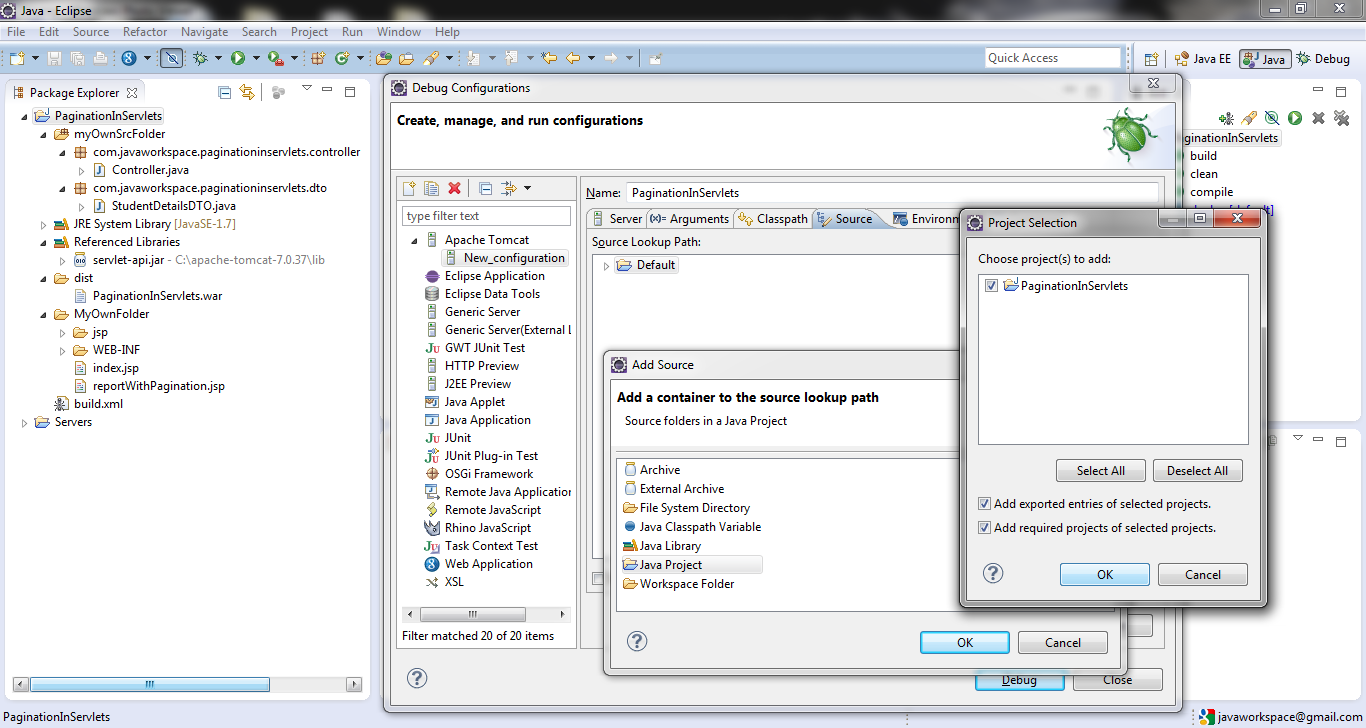 Java - Eclipse
File Edit Source Refactor Navigate Search Project Run Window Help
Quick Access
Java EE
Java
Debug
Package Explorer
PaginationInServlets
myOwnSrcFolder
com.javaworkspace.paginationinservlets.controller
Controller.java
com.javaworkspace.paginationinservlets.dto
StudentDetailsDTO.java
JRE System Library [JavaSE-1.7]
Referenced Libraries
servlet-api.jar - C:\apache-tomcat-7.0.37\lib
dist
PaginationInServlets.war
MyOwnFolder
jsp
WEB-INF
index.jsp
reportWithPagination.jsp
build.xml
Servers
Debug Configurations
Create, manage, and run configurations
type filter text
Apache Tomcat
New_configuration
Eclipse Application
Eclipse Data Tools
Generic Server
Generic Server(External L
GWT JUnit Test
HTTP Preview
J2EE Preview
Java Applet
Java Application
JUnit
JUnit Plug-in Test
OSGi Framework
Remote Java Application
Remote JavaScript
Rhino JavaScript
Task Context Test
Web Application
XSL
Filter matched 20 of 20 items
Name: PaginationInServlets
Server (x)= Arguments Classpath Source Environm
Source Lookup Path:
Default
Debug
Close
Add Source
Add a container to the source lookup path
Source folders in a Java Project
Archive
External Archive
File System Directory
Java Classpath Variable
Java Library
Java Project
Workspace Folder
OK
Cancel
Project Selection
Choose project(s) to add:
PaginationInServlets
Select All
Deselect All
Add exported entries of selected projects.
Add required projects of selected projects.
OK
Cancel
ginationInServlets
build
clean
compile
PaginationInServlets
javaworkspace@gmail.com